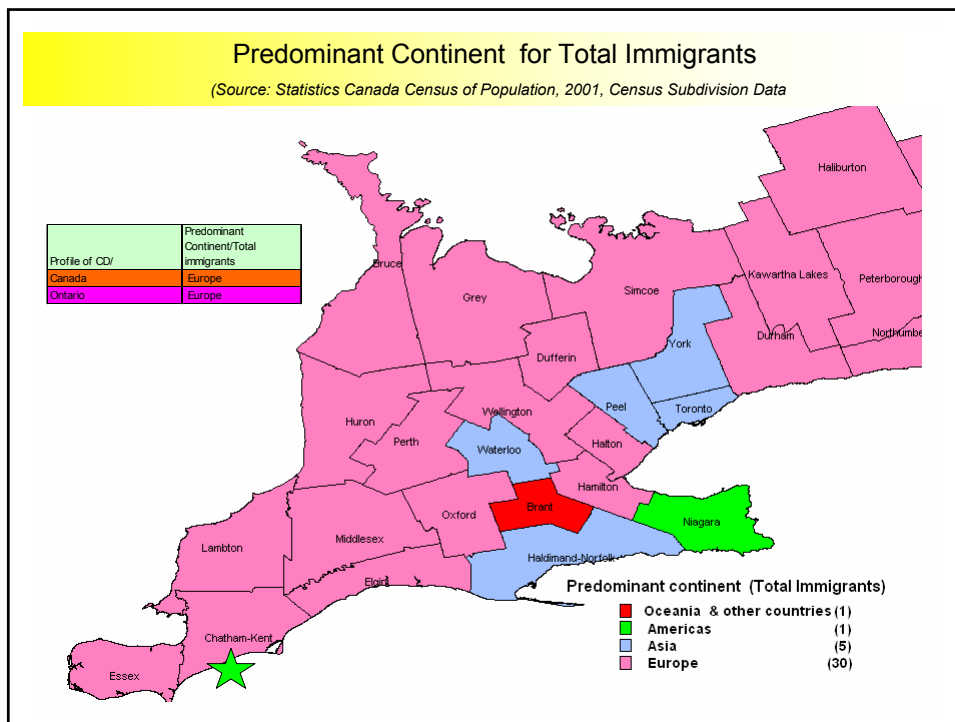 Predominant Continent for Total Immigrants
(Source: Statistics Canada Census of Population, 2001, Census Subdivision Data
Profile of CD/
Predominant
Continent/Total
immigrants
Canada Europe
Ontario Europe
Haliburton
Bruce
Grey
Simcoe
Kawartha Lakes
Peterborough
Northumbe
Durham
York
Dufferin
Peel
Toronto
Wellington
Huron
Perth
Waterloo
Halton
Hamilton
Brant
Oxford
Niagara
Middlesex
Lambton
Haldimand-Norfolk
Elgin
Chatham-Kent
Essex
Predominant continent (Total Immigrants)
Oceania & other countries (1)
Americas (1)
Asia (5)
Europe (30)